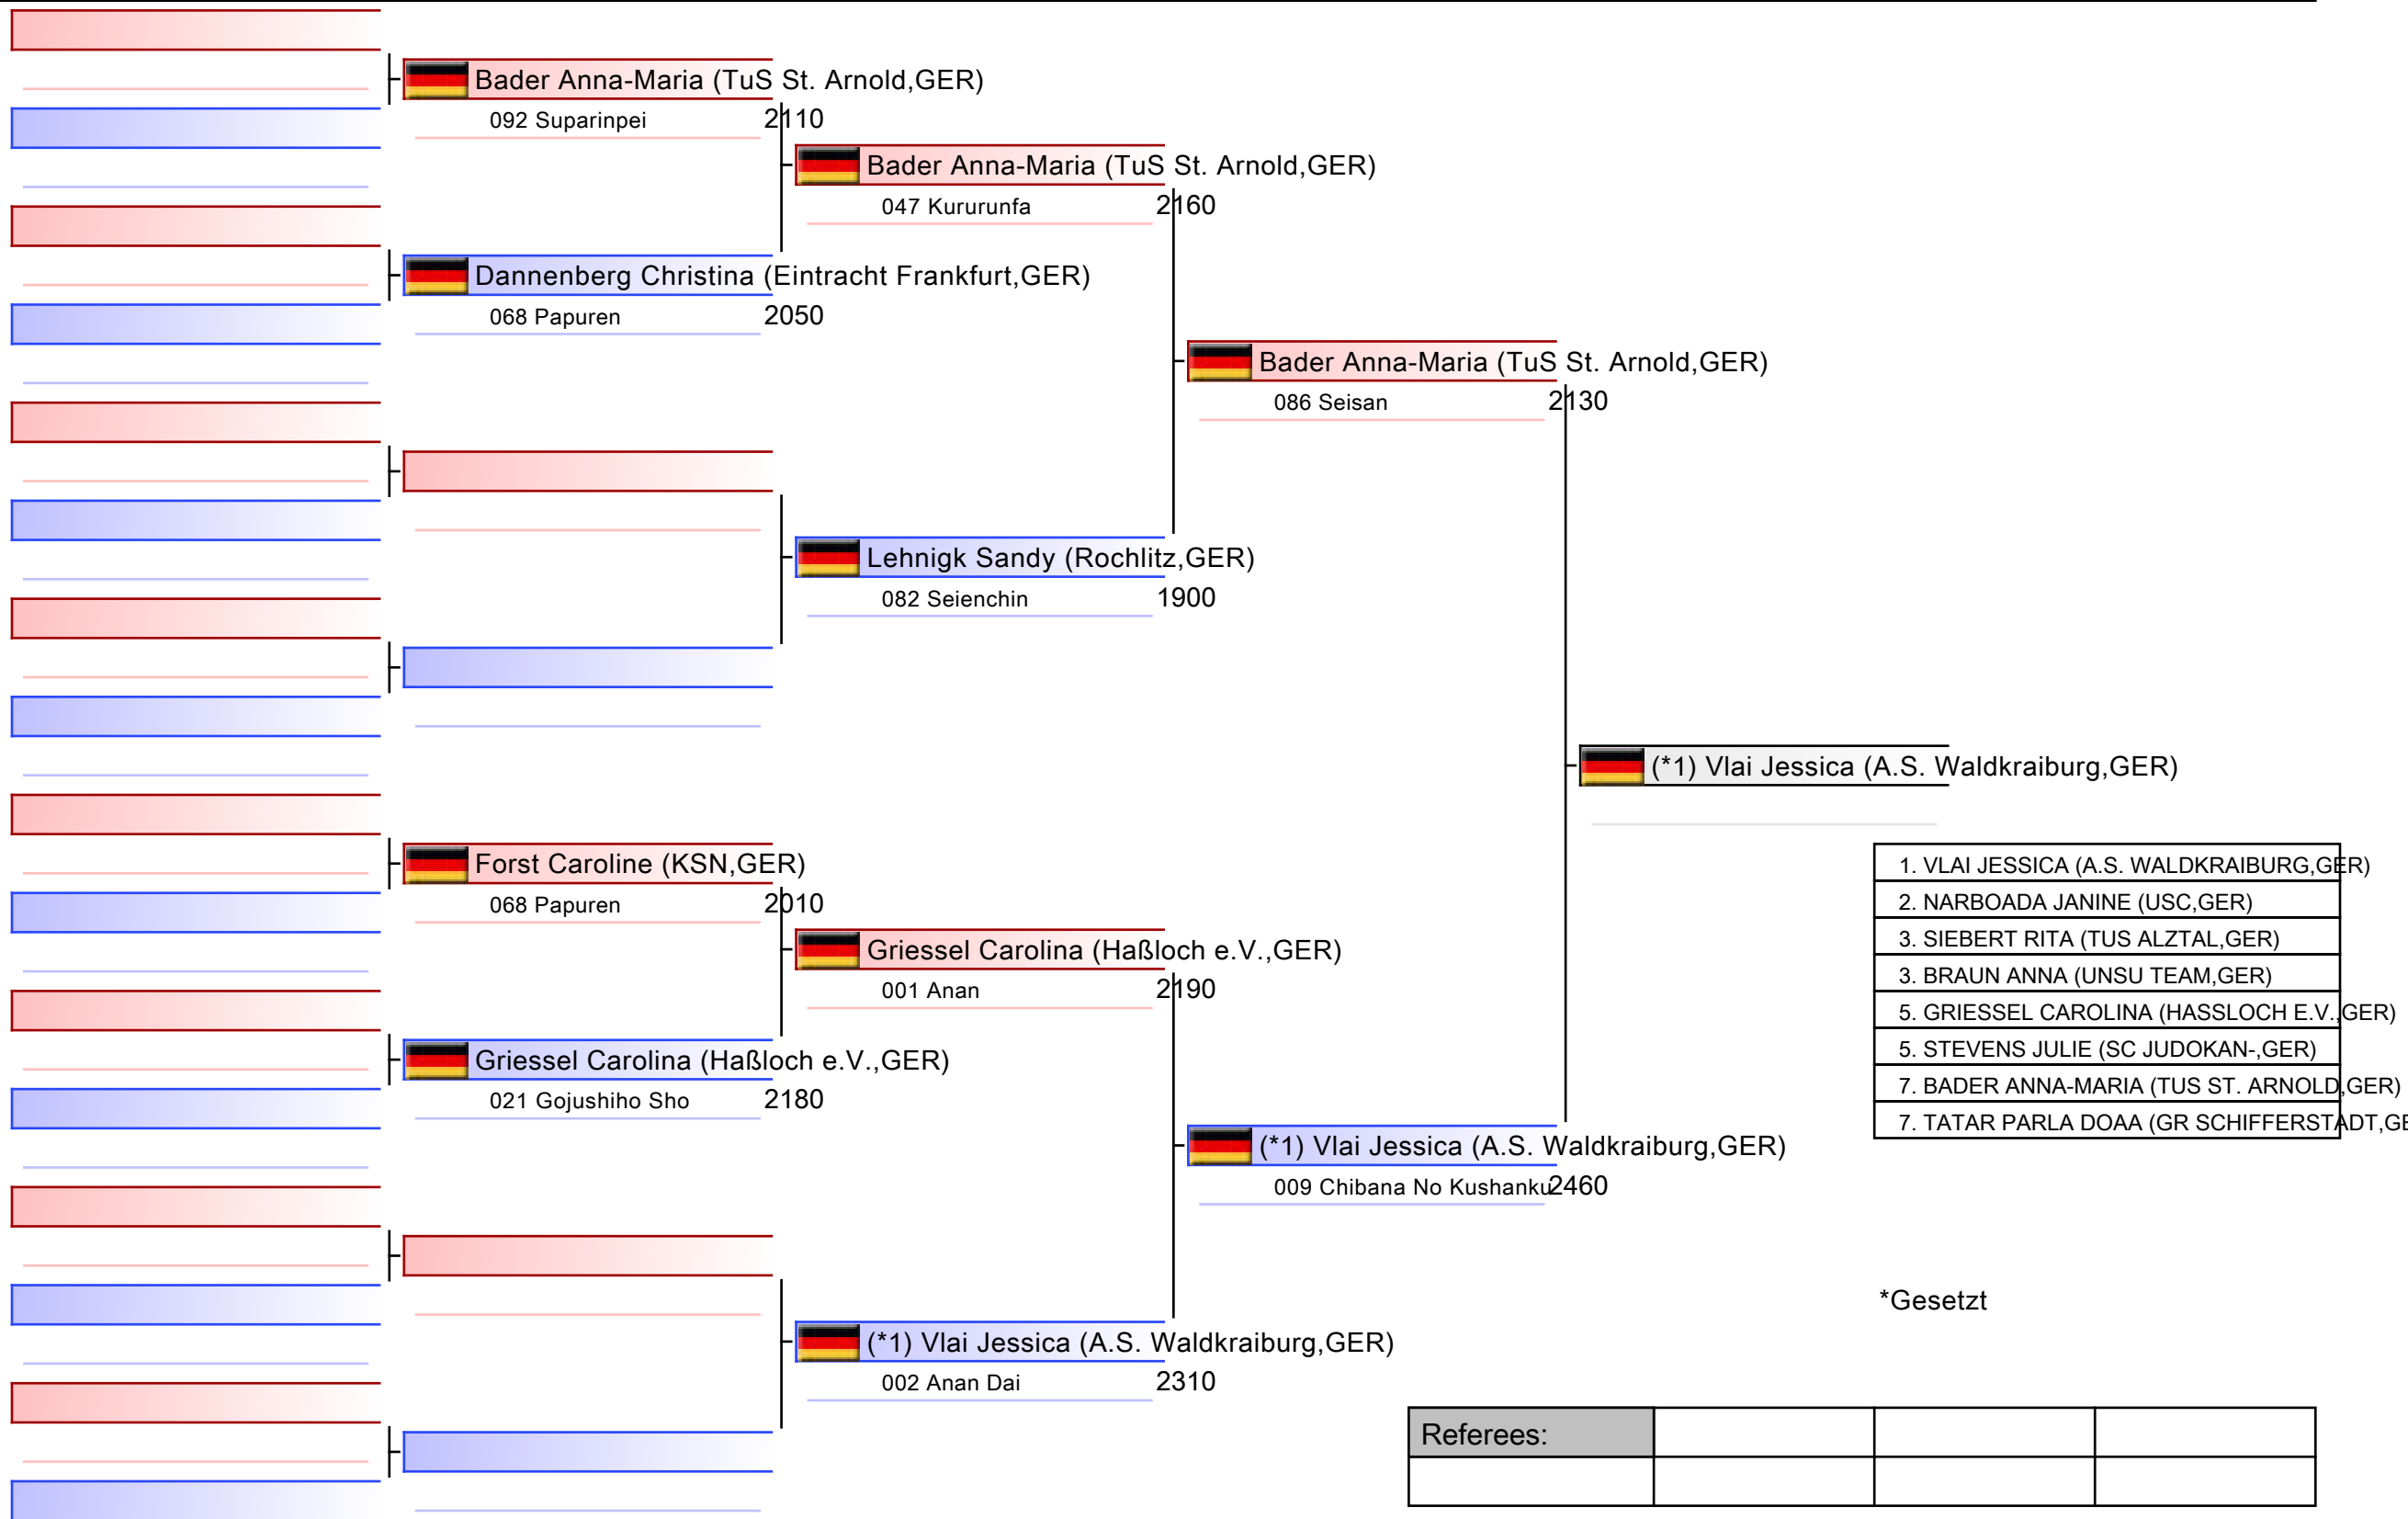 Bader Anna-Maria (TuS St. Arnold,GER)
092 Suparinpei 2110
Bader Anna-Maria (TuS St. Arnold,GER)
047 Kururunfa 2160
Dannenberg Christina (Eintracht Frankfurt,GER)
068 Papuren 2050
Bader Anna-Maria (TuS St. Arnold,GER)
086 Seisan 2130
Lehnigk Sandy (Rochlitz,GER)
082 Seienchin 1900
(*1) Vlai Jessica (A.S. Waldkraiburg,GER)
Forst Caroline (KSN,GER)
068 Papuren 2010
Griessel Carolina (Haßloch e.V.,GER)
001 Anan 2190
Griessel Carolina (Haßloch e.V.,GER)
021 Gojushiho Sho 2180
(*1) Vlai Jessica (A.S. Waldkraiburg,GER)
009 Chibana No Kushanku 2460
(*1) Vlai Jessica (A.S. Waldkraiburg,GER)
002 Anan Dai 2310
1. VLAI JESSICA (A.S. WALDKRAIBURG,GER)
2. NARBOADA JANINE (USC,GER)
3. SIEBERT RITA (TUS ALZTAL,GER)
3. BRAUN ANNA (UNSU TEAM,GER)
5. GRIESSEL CAROLINA (HASSLOCH E.V.,GER)
5. STEVENS JULIE (SC JUDOKAN-,GER)
7. BADER ANNA-MARIA (TUS ST. ARNOLD,GER)
7. TATAR PARLA DOAA (GR SCHIFFERSTADT,GE
*Gesetzt
Referees: